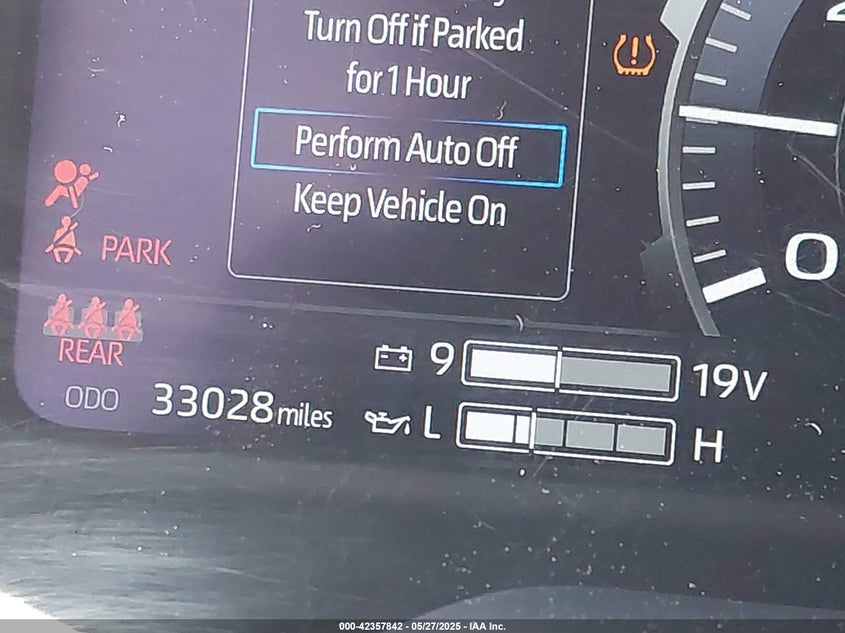 Turn Off if Parked
for 1 Hour
Perform Auto Off
Keep Vehicle On
PARK
REAR
ODO 33028 miles
9 19V
L H
0
000-42357842 - 05/27/2025 - IAA Inc.